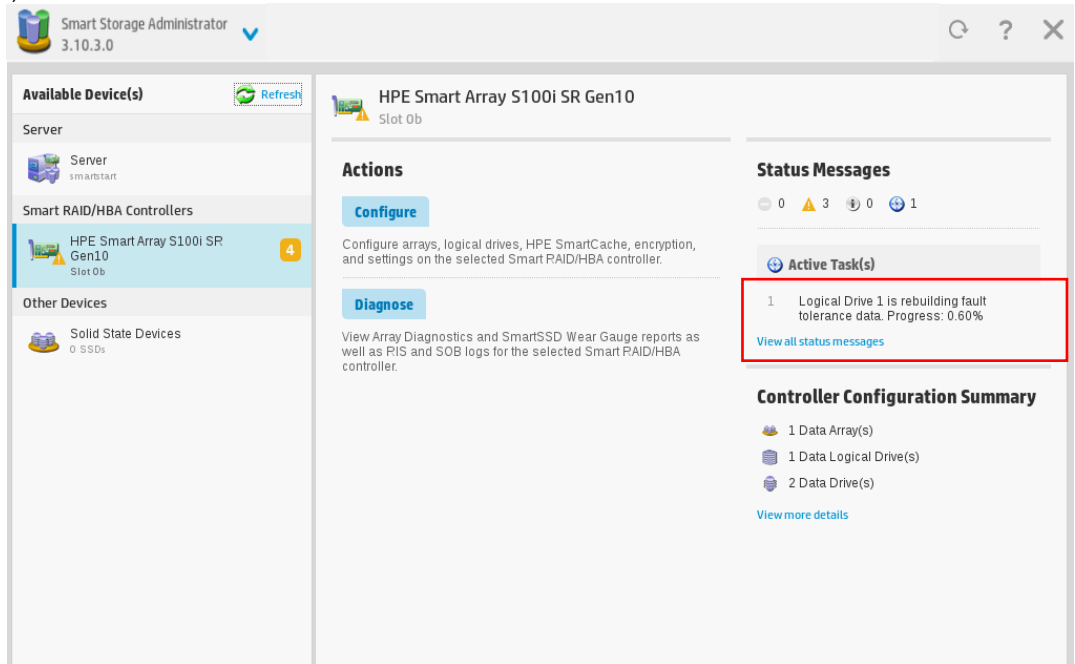 Smart Storage Administrator
3.10.3.0
?
Available Device(s)
Refresh
Server
Server
smartstart
Smart RAID/HBA Controllers
HPE Smart Array S100i SR
Gen10
Slot 0b
4
Other Devices
Solid State Devices
0 SSDs
HPE Smart Array S100i SR Gen10
Slot 0b
Actions
Configure
Configure arrays, logical drives, HPE SmartCache, encryption,
and settings on the selected Smart RAID/HBA controller.
Diagnose
View Array Diagnostics and SmartSSD Wear Gauge reports as
well as RIS and SOB logs for the selected Smart RAID/HBA
controller.
Status Messages
0 3 0 1
Active Task(s)
1 Logical Drive 1 is rebuilding fault
tolerance data. Progress: 0.60%
View all status messages
Controller Configuration Summary
1 Data Array(s)
1 Data Logical Drive(s)
2 Data Drive(s)
View more details